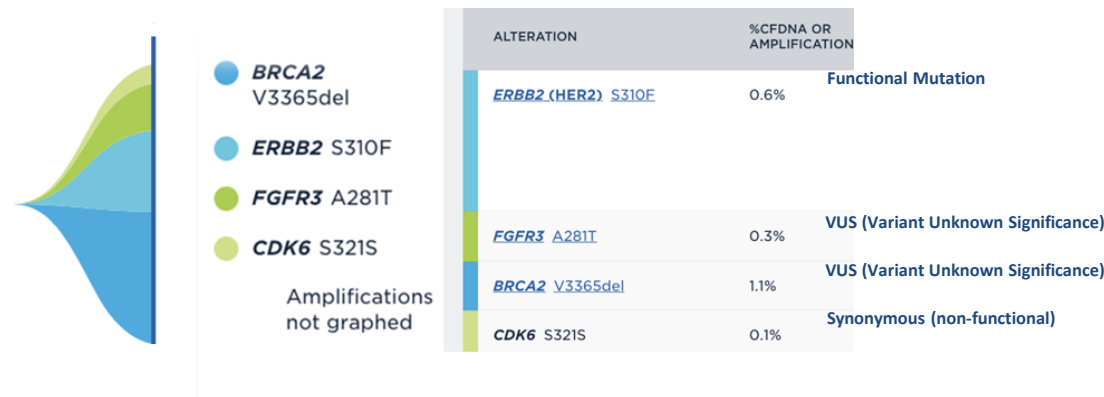 BRCA2
V3365del
ERBB2 S310F
FGFR3 A281T
CDK6 S321S
Amplifications
not graphed
ALTERATION
%CFDNA OR
AMPLIFICATION
ERBB2 (HER2) S310F
0.6%
Functional Mutation
FGFR3 A281T
0.3%
VUS (Variant Unknown Significance)
BRCA2 V3365del
1.1%
VUS (Variant Unknown Significance)
CDK6 S321S
0.1%
Synonymous (non-functional)